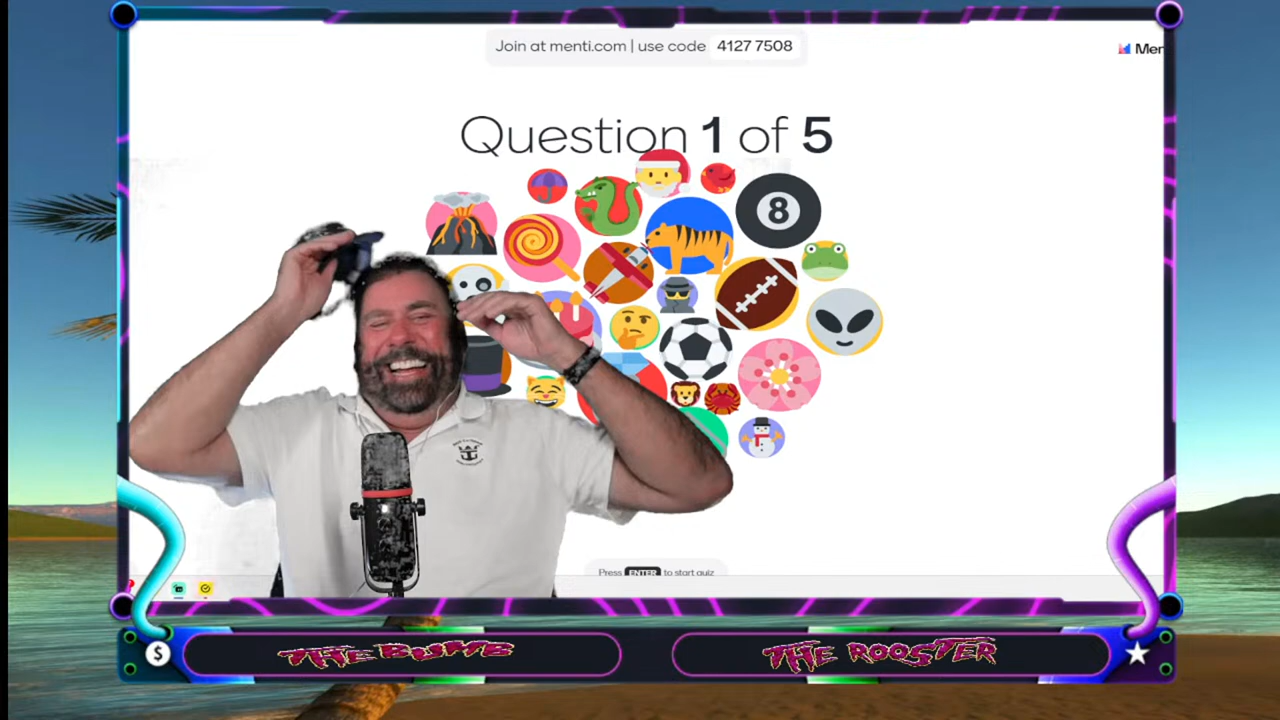 Join at menti.com | use code 4127 7508
Men
Question 1 of 5
8
Press ENTER to start quiz
$
THE BUMB
THE ROOSTER